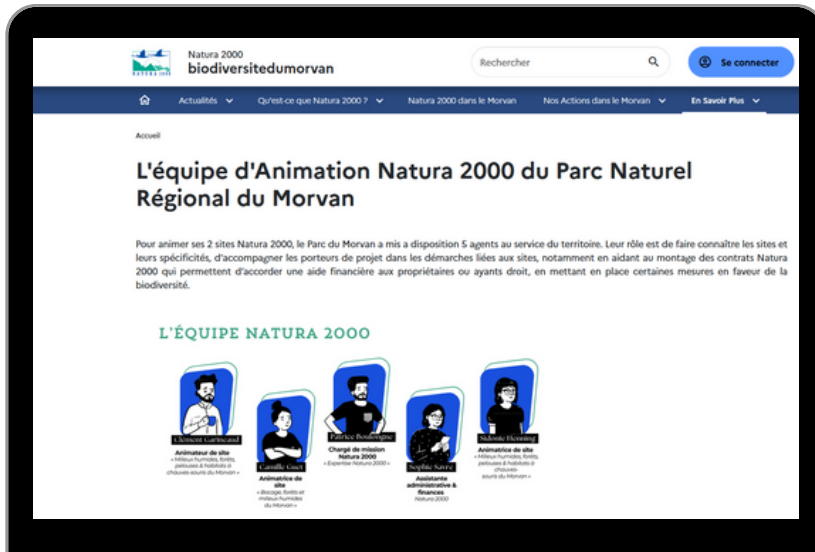 Natura 2000
biodiversitedumorvan
NATURA 2000
Rechercher
Se connecter
Actualités
Qu'est-ce que Natura 2000 ?
Natura 2000 dans le Morvan
Nos Actions dans le Morvan
En Savoir Plus
Accueil
L'équipe d'Animation Natura 2000 du Parc Naturel
Régional du Morvan
Pour animer ses 2 sites Natura 2000, le Parc du Morvan a mis a disposition 5 agents au service du territoire. Leur rôle est de faire connaître les sites et
leurs spécificités, d'accompagner les porteurs de projet dans les démarches liées aux sites, notamment en aidant au montage des contrats Natura
2000 qui permettent d'accorder une aide financière aux propriétaires ou ayants droit, en mettant en place certaines mesures en faveur de la
biodiversité.
L'ÉQUIPE NATURA 2000
Clément Garineaud
Animateur de site
« Milieux humides, forêts,
pelouses & habitats à
chauves-souris du Morvan »
Camille Guet
Animatrice de
site
« Bocage, forêts et
milieux humides
du Morvan »
Patrice Boulongne
Chargé de mission
Natura 2000
« Expertise Natura 2000 »
Sophie Savre
Assistante
administrative &
finances
Natura 2000
Sidonie Henning
Animatrice de site
« Milieux humides, forêts,
pelouses & habitats à
chauves-
souris du Morvan »